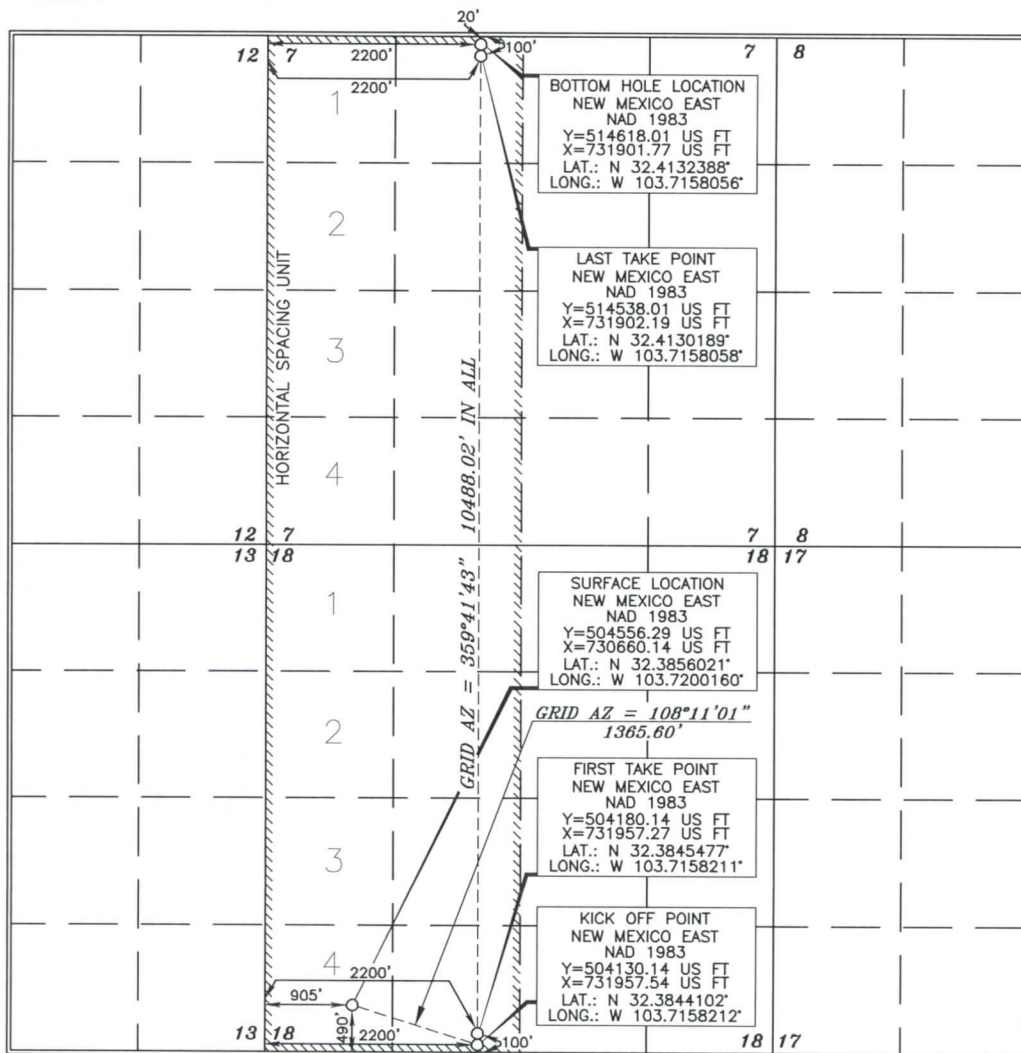 20'
2200'
100'
12 7
7 8
2200'
1
BOTTOM HOLE LOCATION
NEW MEXICO EAST
NAD 1983
Y=514618.01 US FT
X=731901.77 US FT
LAT.: N 32.4132388°
LONG.: W 103.7158056°
2
HORIZONTAL SPACING UNIT
LAST TAKE POINT
NEW MEXICO EAST
NAD 1983
Y=514538.01 US FT
X=731902.19 US FT
LAT.: N 32.4130189°
LONG.: W 103.7158058°
3
GRID AZ = 359°41'43" 10488.02' IN ALL
4
12 7
7 8
13 18
18 17
1
SURFACE LOCATION
NEW MEXICO EAST
NAD 1983
Y=504556.29 US FT
X=730660.14 US FT
LAT.: N 32.3856021°
LONG.: W 103.7200160°
2
GRID AZ = 108°11'01"
1365.60'
FIRST TAKE POINT
NEW MEXICO EAST
NAD 1983
Y=504180.14 US FT
X=731957.27 US FT
LAT.: N 32.3845477°
LONG.: W 103.7158211°
3
KICK OFF POINT
NEW MEXICO EAST
NAD 1983
Y=504130.14 US FT
X=731957.54 US FT
LAT.: N 32.3844102°
LONG.: W 103.7158212°
4
2200'
905'
490'
2200'
100'
13 18
18 17